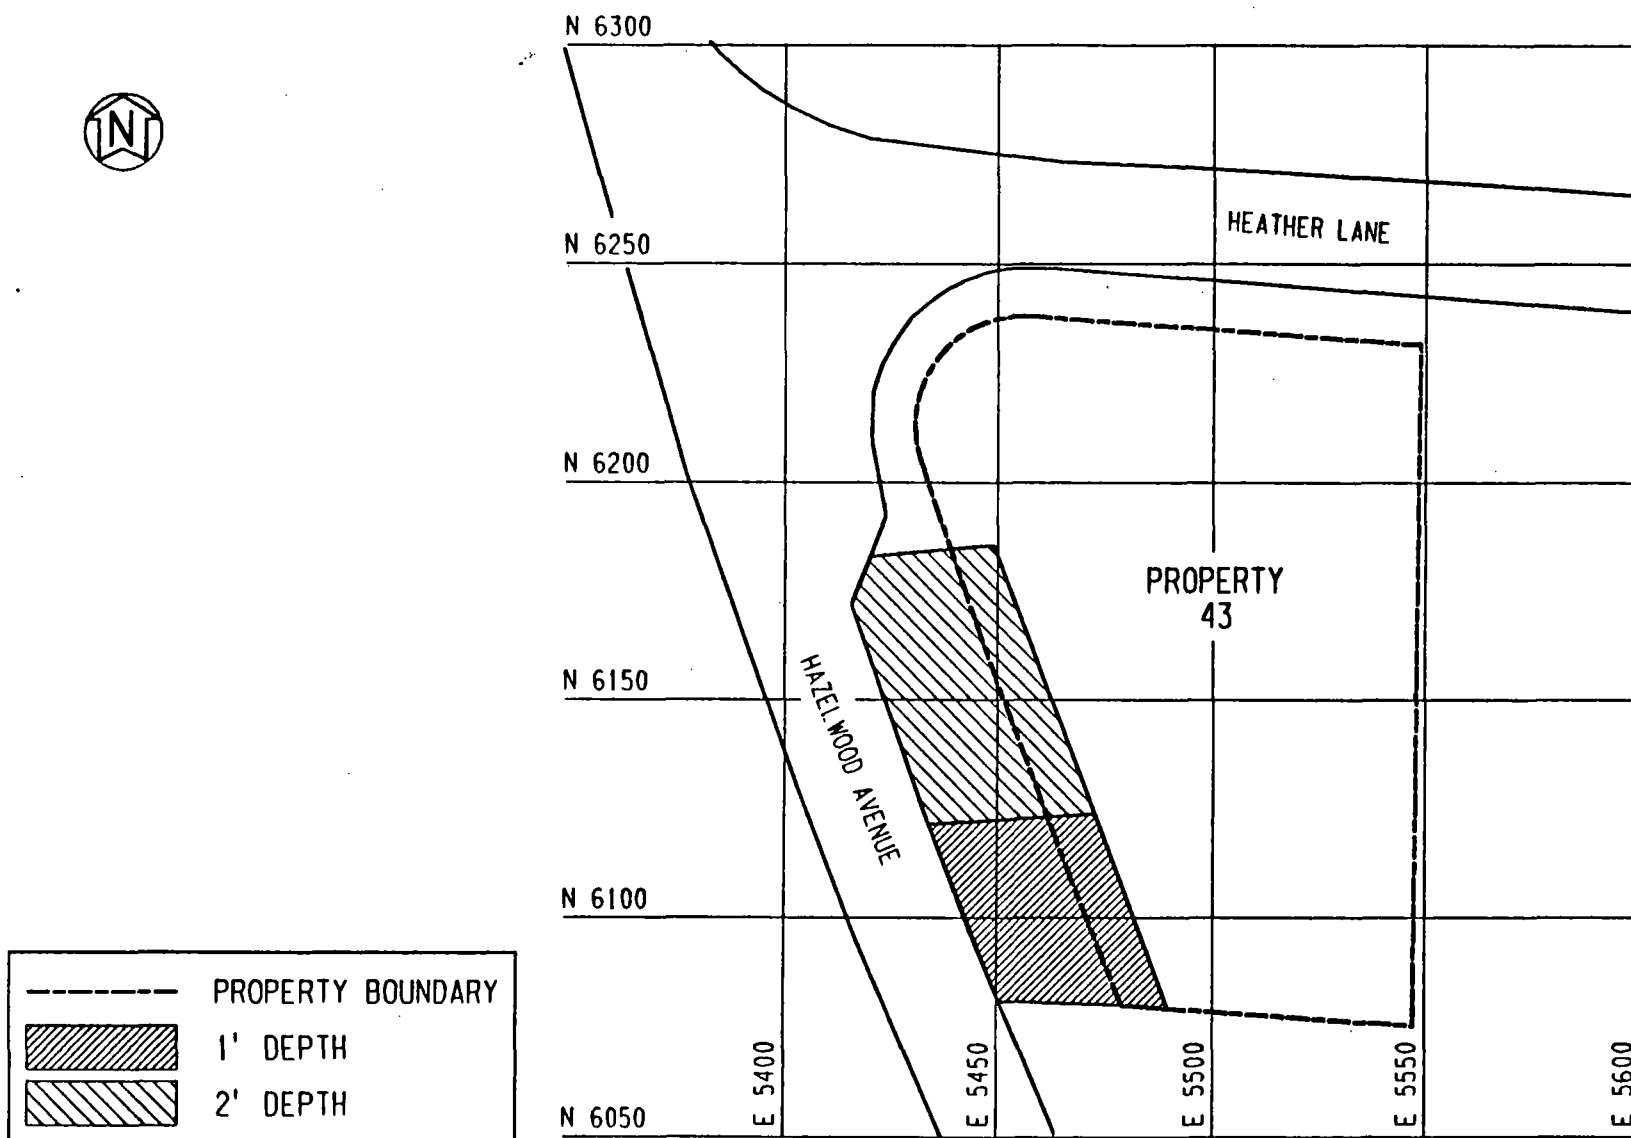 N 6300
N
HEATHER LANE
N 6250
N 6200
PROPERTY
43
N 6150
HAZELWOOD AVENUE
N 6100
PROPERTY BOUNDARY
1' DEPTH
2' DEPTH
N 6050
E 5400
E 5450
E 5500
E 5550
E 5600